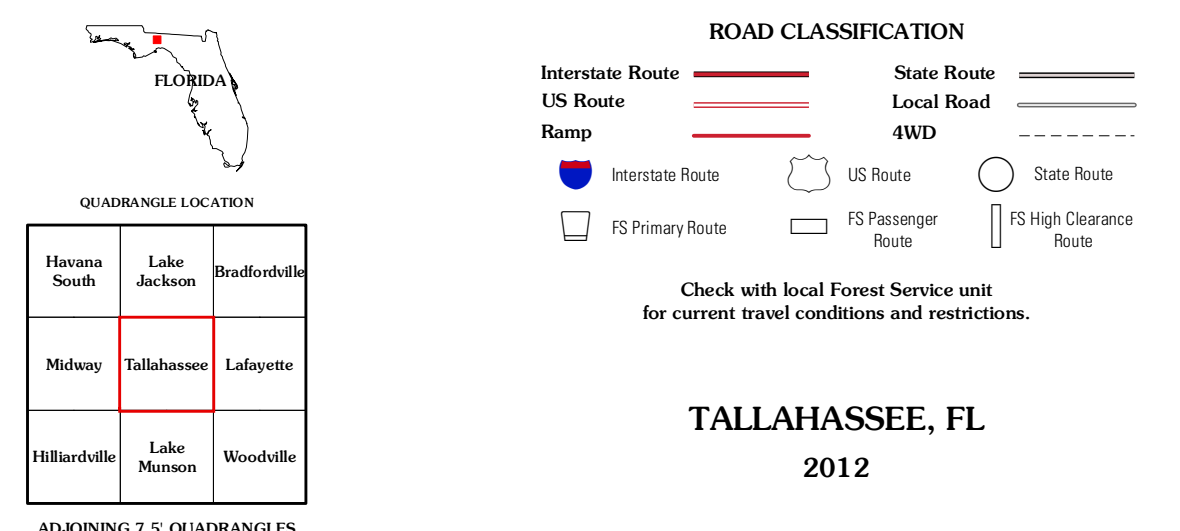 FLORIDA
QUADRANGLE LOCATION
Havana
South
Lake
Jackson
Bradfordville
Midway
Tallahassee
Lafayette
Hilliardville
Lake
Munson
Woodville
ADJOINING 7.5' QUADRANGLES
ROAD CLASSIFICATION
Interstate Route
State Route
US Route
Local Road
Ramp
4WD
Interstate Route
US Route
State Route
FS Primary Route
FS Passenger
Route
FS High Clearance
Route
Check with local Forest Service unit
for current travel conditions and restrictions.
TALLAHASSEE, FL
2012